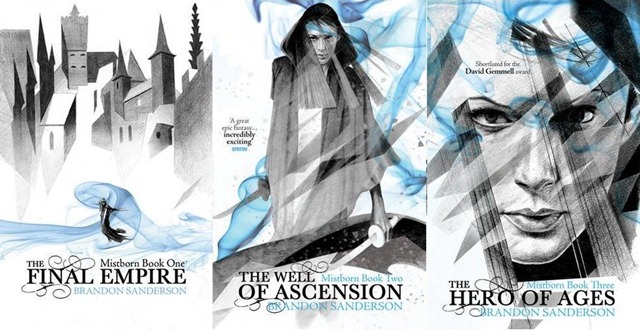 THE Mistborn Book One
FINAL EMPIRE
BRANDON SANDERSON
'A great
epic fantasy...
incredibly
exciting'
THE WELL Mistborn Book Two
OF ASCENSION
BRANDON SANDERSON
Shortlisted for the
David Gemmell award
THE Mistborn Book Three
HERO OF AGES
BRANDON SANDERSON